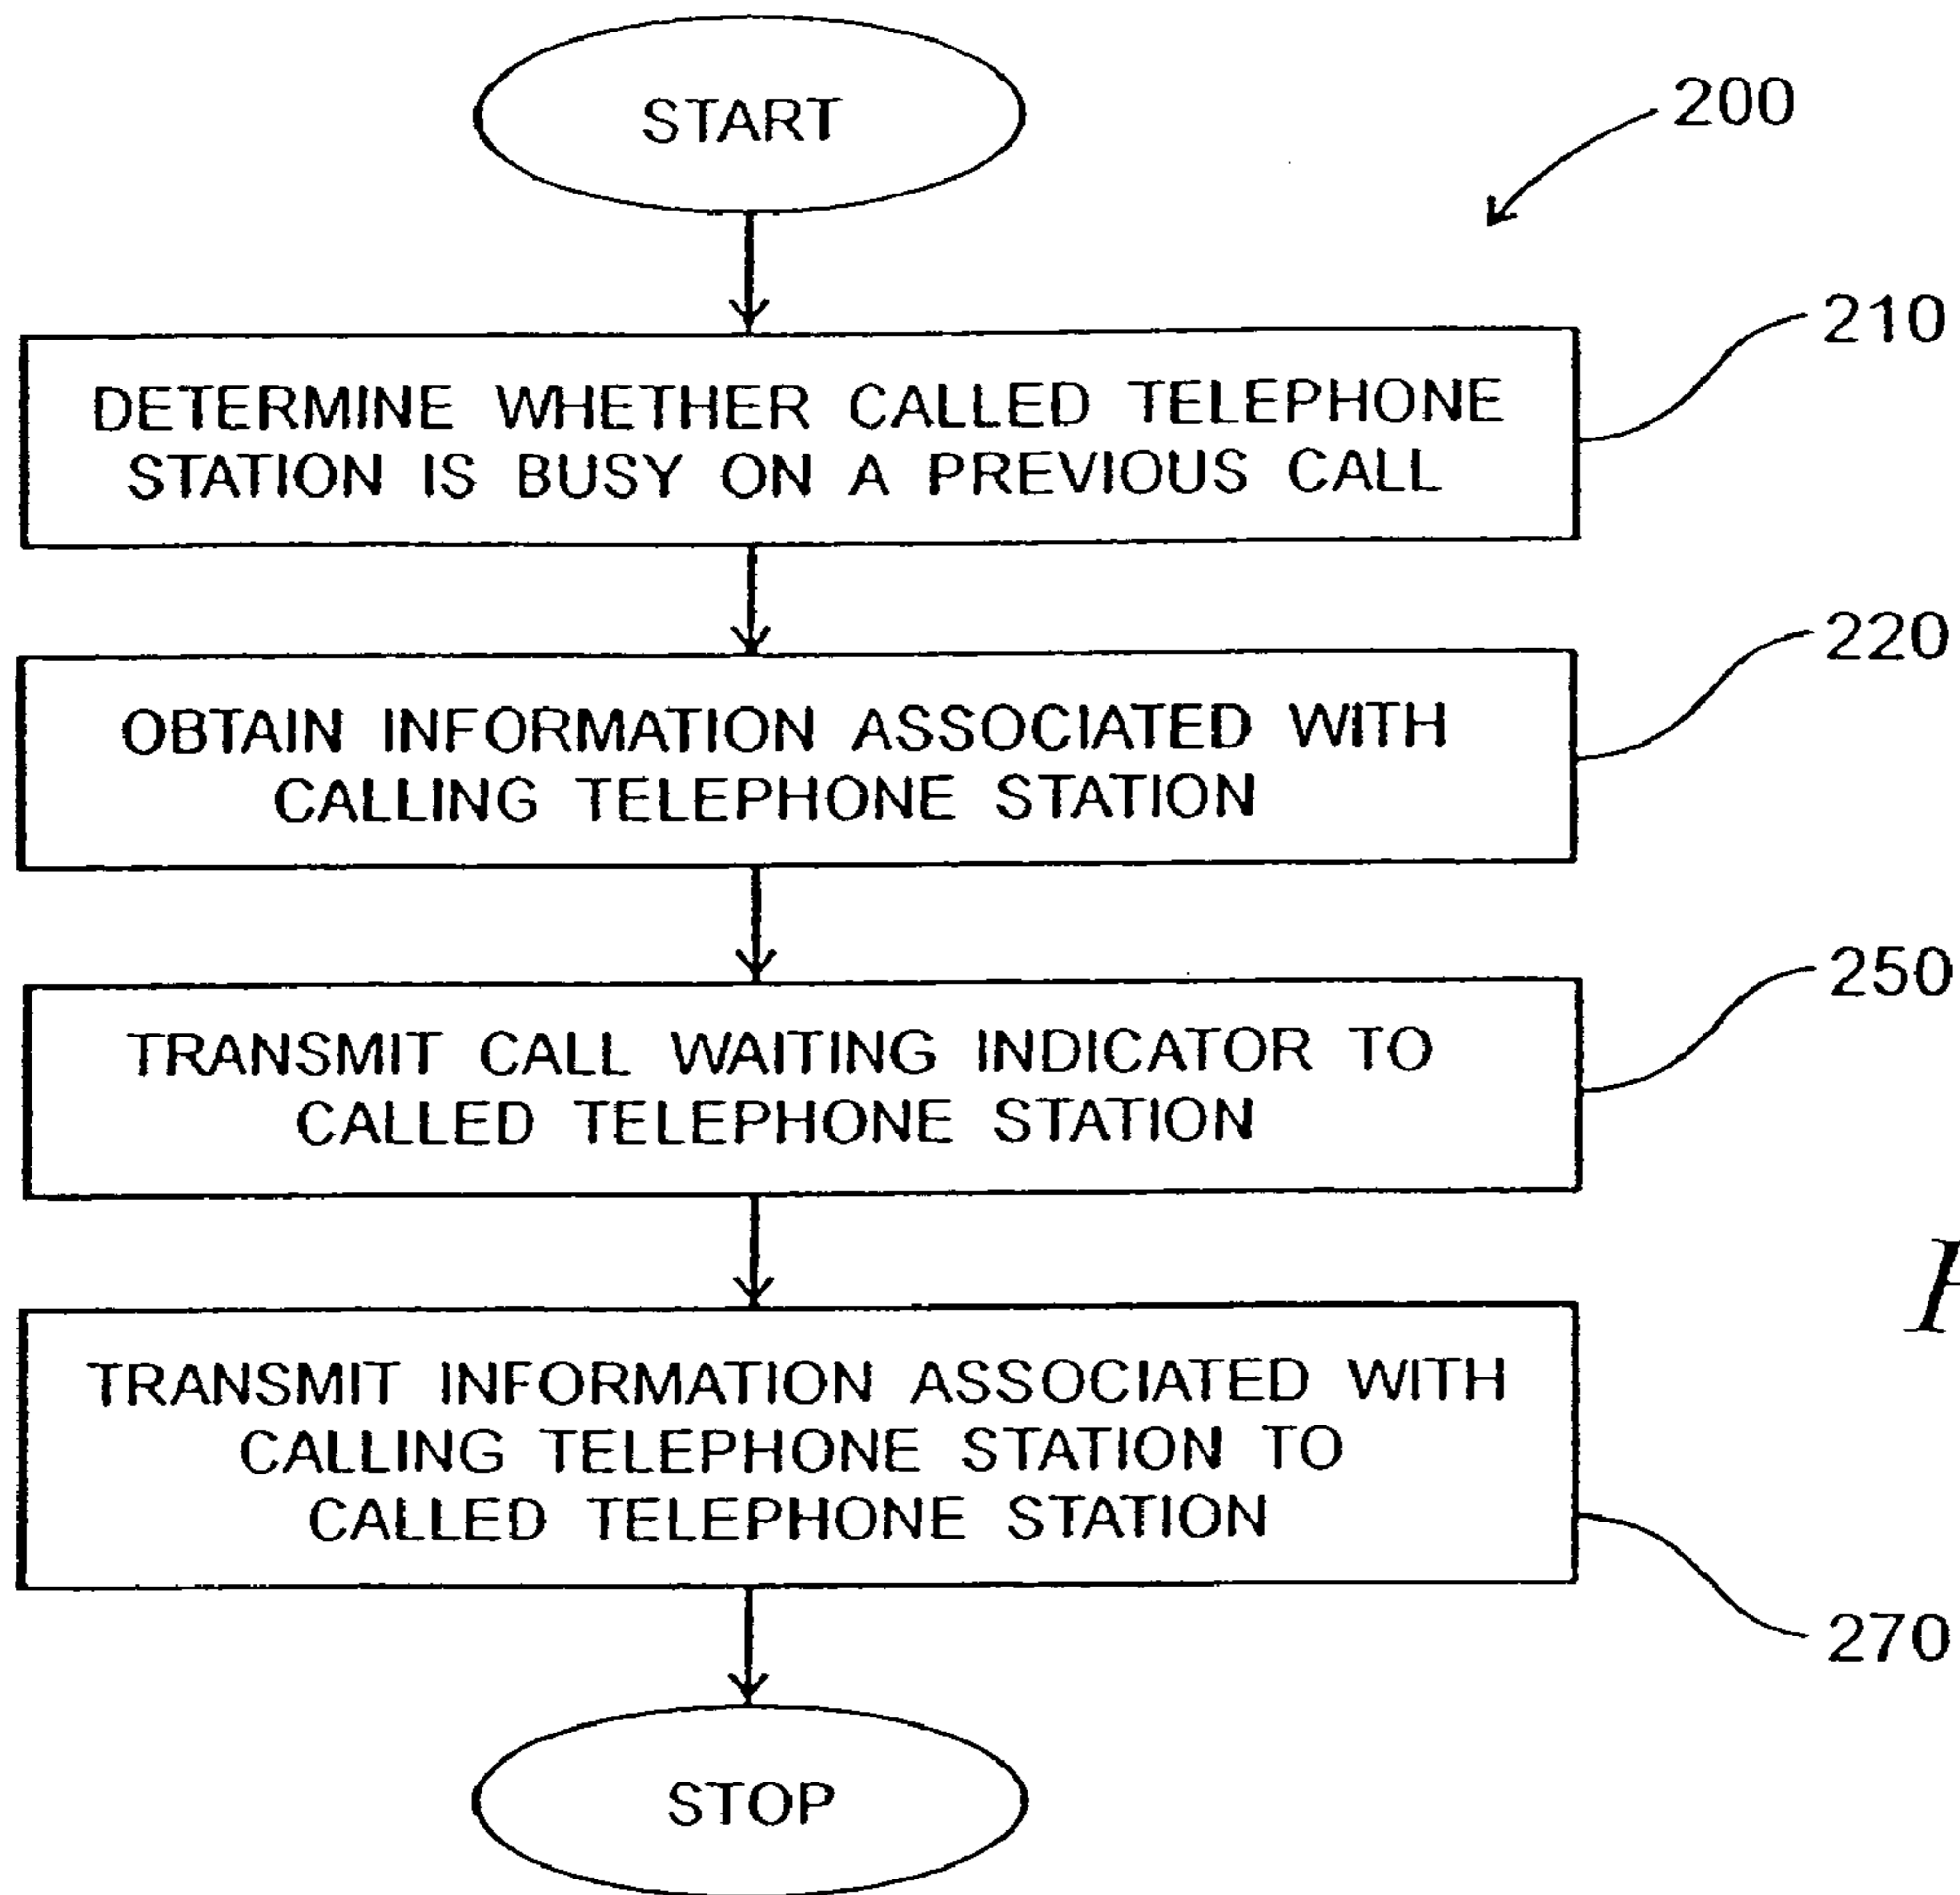 START
200
210
DETERMINE WHETHER CALLED TELEPHONE
STATION IS BUSY ON A PREVIOUS CALL
220
OBTAIN INFORMATION ASSOCIATED WITH
CALLING TELEPHONE STATION
250
TRANSMIT CALL WAITING INDICATOR TO
CALLED TELEPHONE STATION
TRANSMIT INFORMATION ASSOCIATED WITH
CALLING TELEPHONE STATION TO
CALLED TELEPHONE STATION
270
STOP